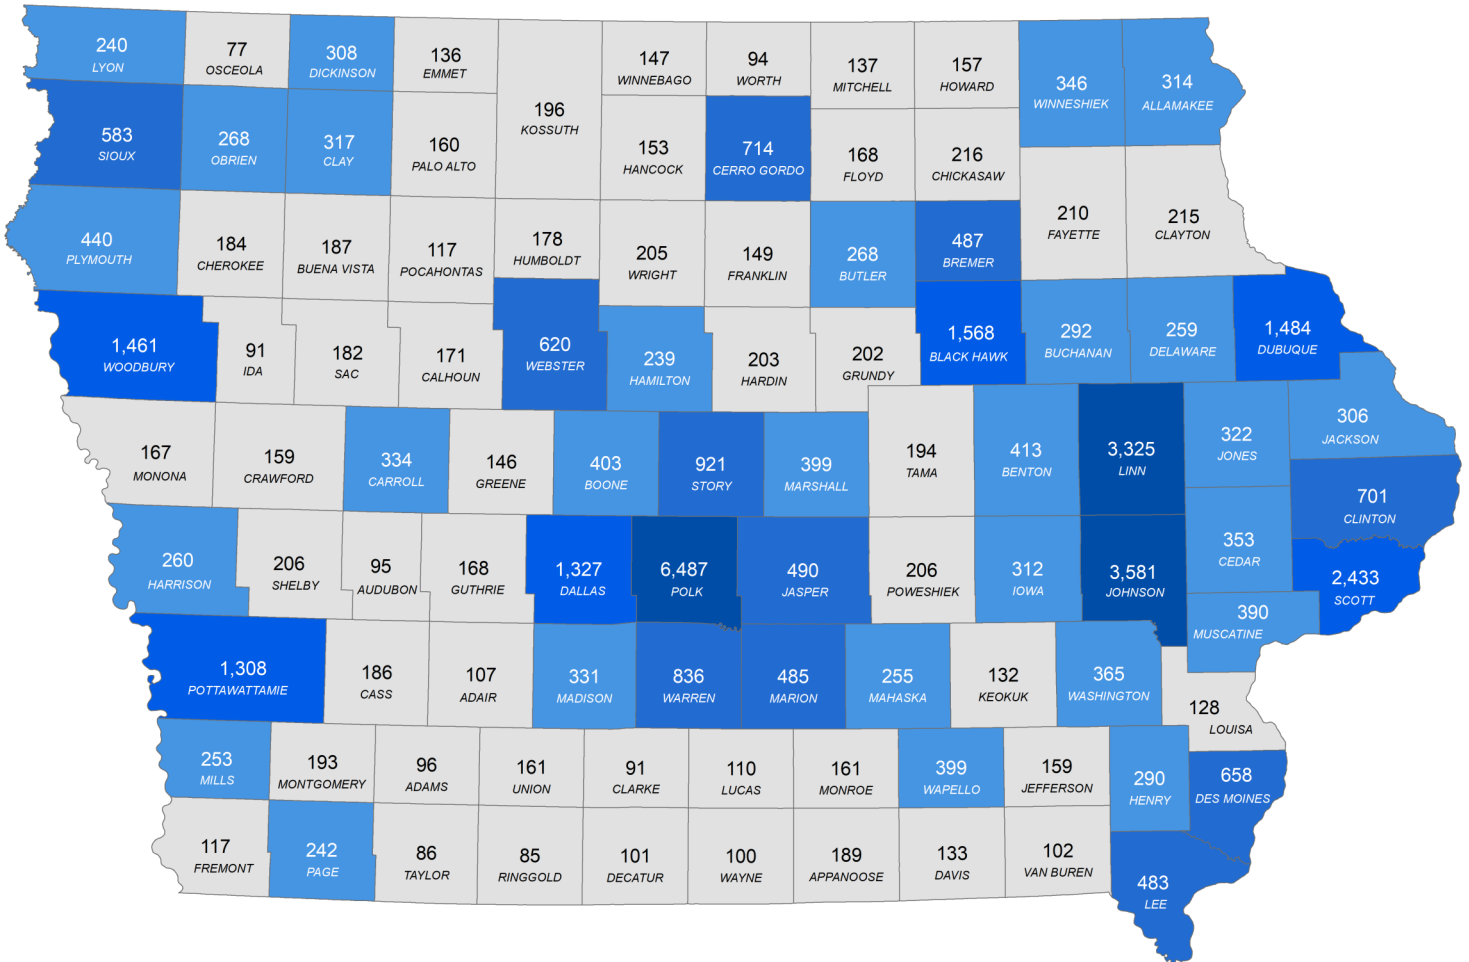 240
LYON
77
OSCEOLA
308
DICKINSON
136
EMMET
196
KOSSUTH
147
WINNEBAGO
94
WORTH
137
MITCHELL
157
HOWARD
346
WINNESHIEK
314
ALLAMAKEE
583
SIOUX
268
OBRIEN
317
CLAY
160
PALO ALTO
153
HANCOCK
714
CERRO GORDO
168
FLOYD
216
CHICKASAW
210
FAYETTE
215
CLAYTON
440
PLYMOUTH
184
CHEROKEE
187
BUENA VISTA
117
POCAHONTAS
178
HUMBOLDT
205
WRIGHT
149
FRANKLIN
268
BUTLER
487
BREMER
1,461
WOODBURY
91
IDA
182
SAC
171
CALHOUN
620
WEBSTER
239
HAMILTON
203
HARDIN
202
GRUNDY
1,568
BLACK HAWK
292
BUCHANAN
259
DELAWARE
1,484
DUBUQUE
167
MONONA
159
CRAWFORD
334
CARROLL
146
GREENE
403
BOONE
921
STORY
399
MARSHALL
194
TAMA
413
BENTON
3,325
LINN
322
JONES
306
JACKSON
701
CLINTON
260
HARRISON
206
SHELBY
95
AUDUBON
168
GUTHRIE
1,327
DALLAS
6,487
POLK
490
JASPER
206
POWESHIEK
312
IOWA
3,581
JOHNSON
353
CEDAR
2,433
SCOTT
390
MUSCATINE
1,308
POTTAWATTAMIE
186
CASS
107
ADAIR
331
MADISON
836
WARREN
485
MARION
255
MAHASKA
132
KEOKUK
365
WASHINGTON
128
LOUISA
253
MILLS
193
MONTGOMERY
96
ADAMS
161
UNION
91
CLARKE
110
LUCAS
161
MONROE
399
WAPELLO
159
JEFFERSON
290
HENRY
658
DES MOINES
117
FREMONT
242
PAGE
86
TAYLOR
85
RINGGOLD
101
DECATUR
100
WAYNE
189
APPANOOSE
133
DAVIS
102
VAN BUREN
483
LEE